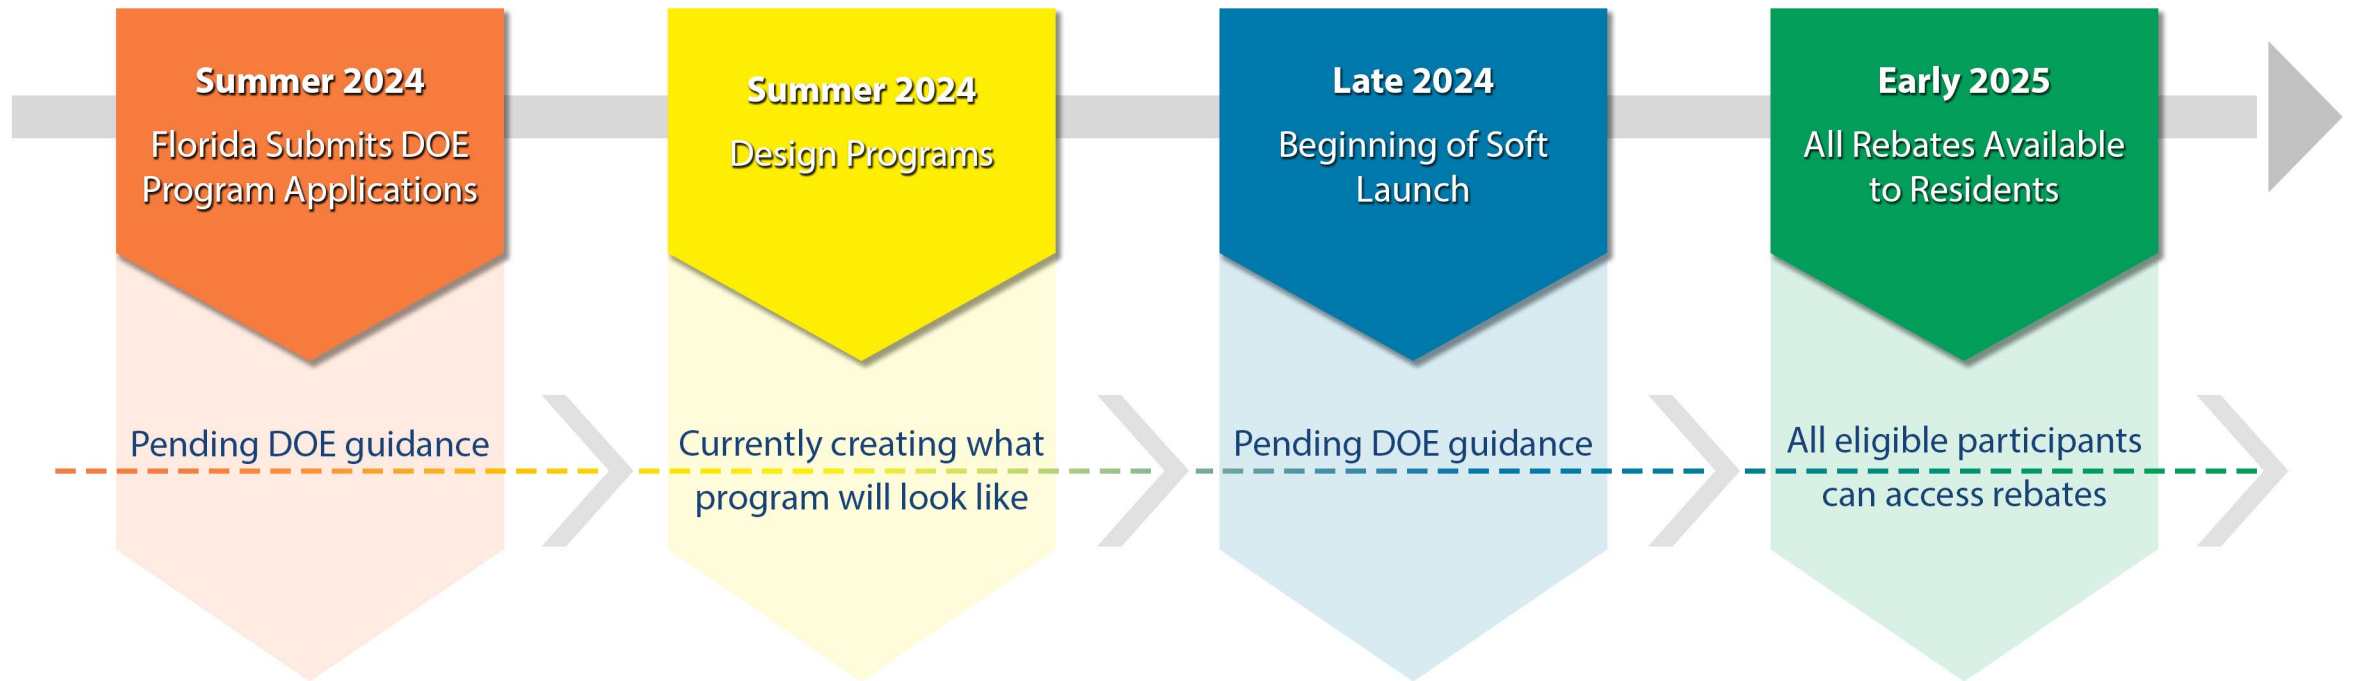 Summer 2024
Florida Submits DOE
Program Applications
Pending DOE guidance
Summer 2024
Design Programs
Currently creating what
program will look like
Late 2024
Beginning of Soft
Launch
Pending DOE guidance
Early 2025
All Rebates Available
to Residents
All eligible participants
can access rebates